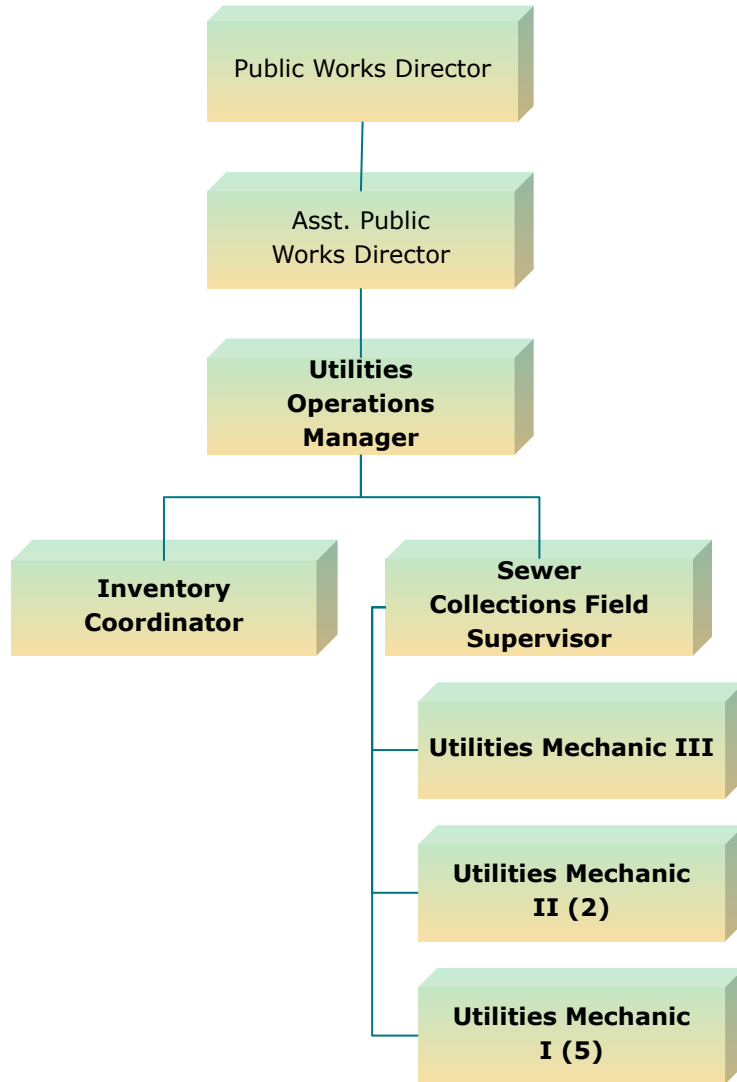 Public Works Director
Asst. Public
Works Director
Utilities
Operations
Manager
Inventory
Coordinator
Sewer
Collections Field
Supervisor
Utilities Mechanic III
Utilities Mechanic
II (2)
Utilities Mechanic
I (5)